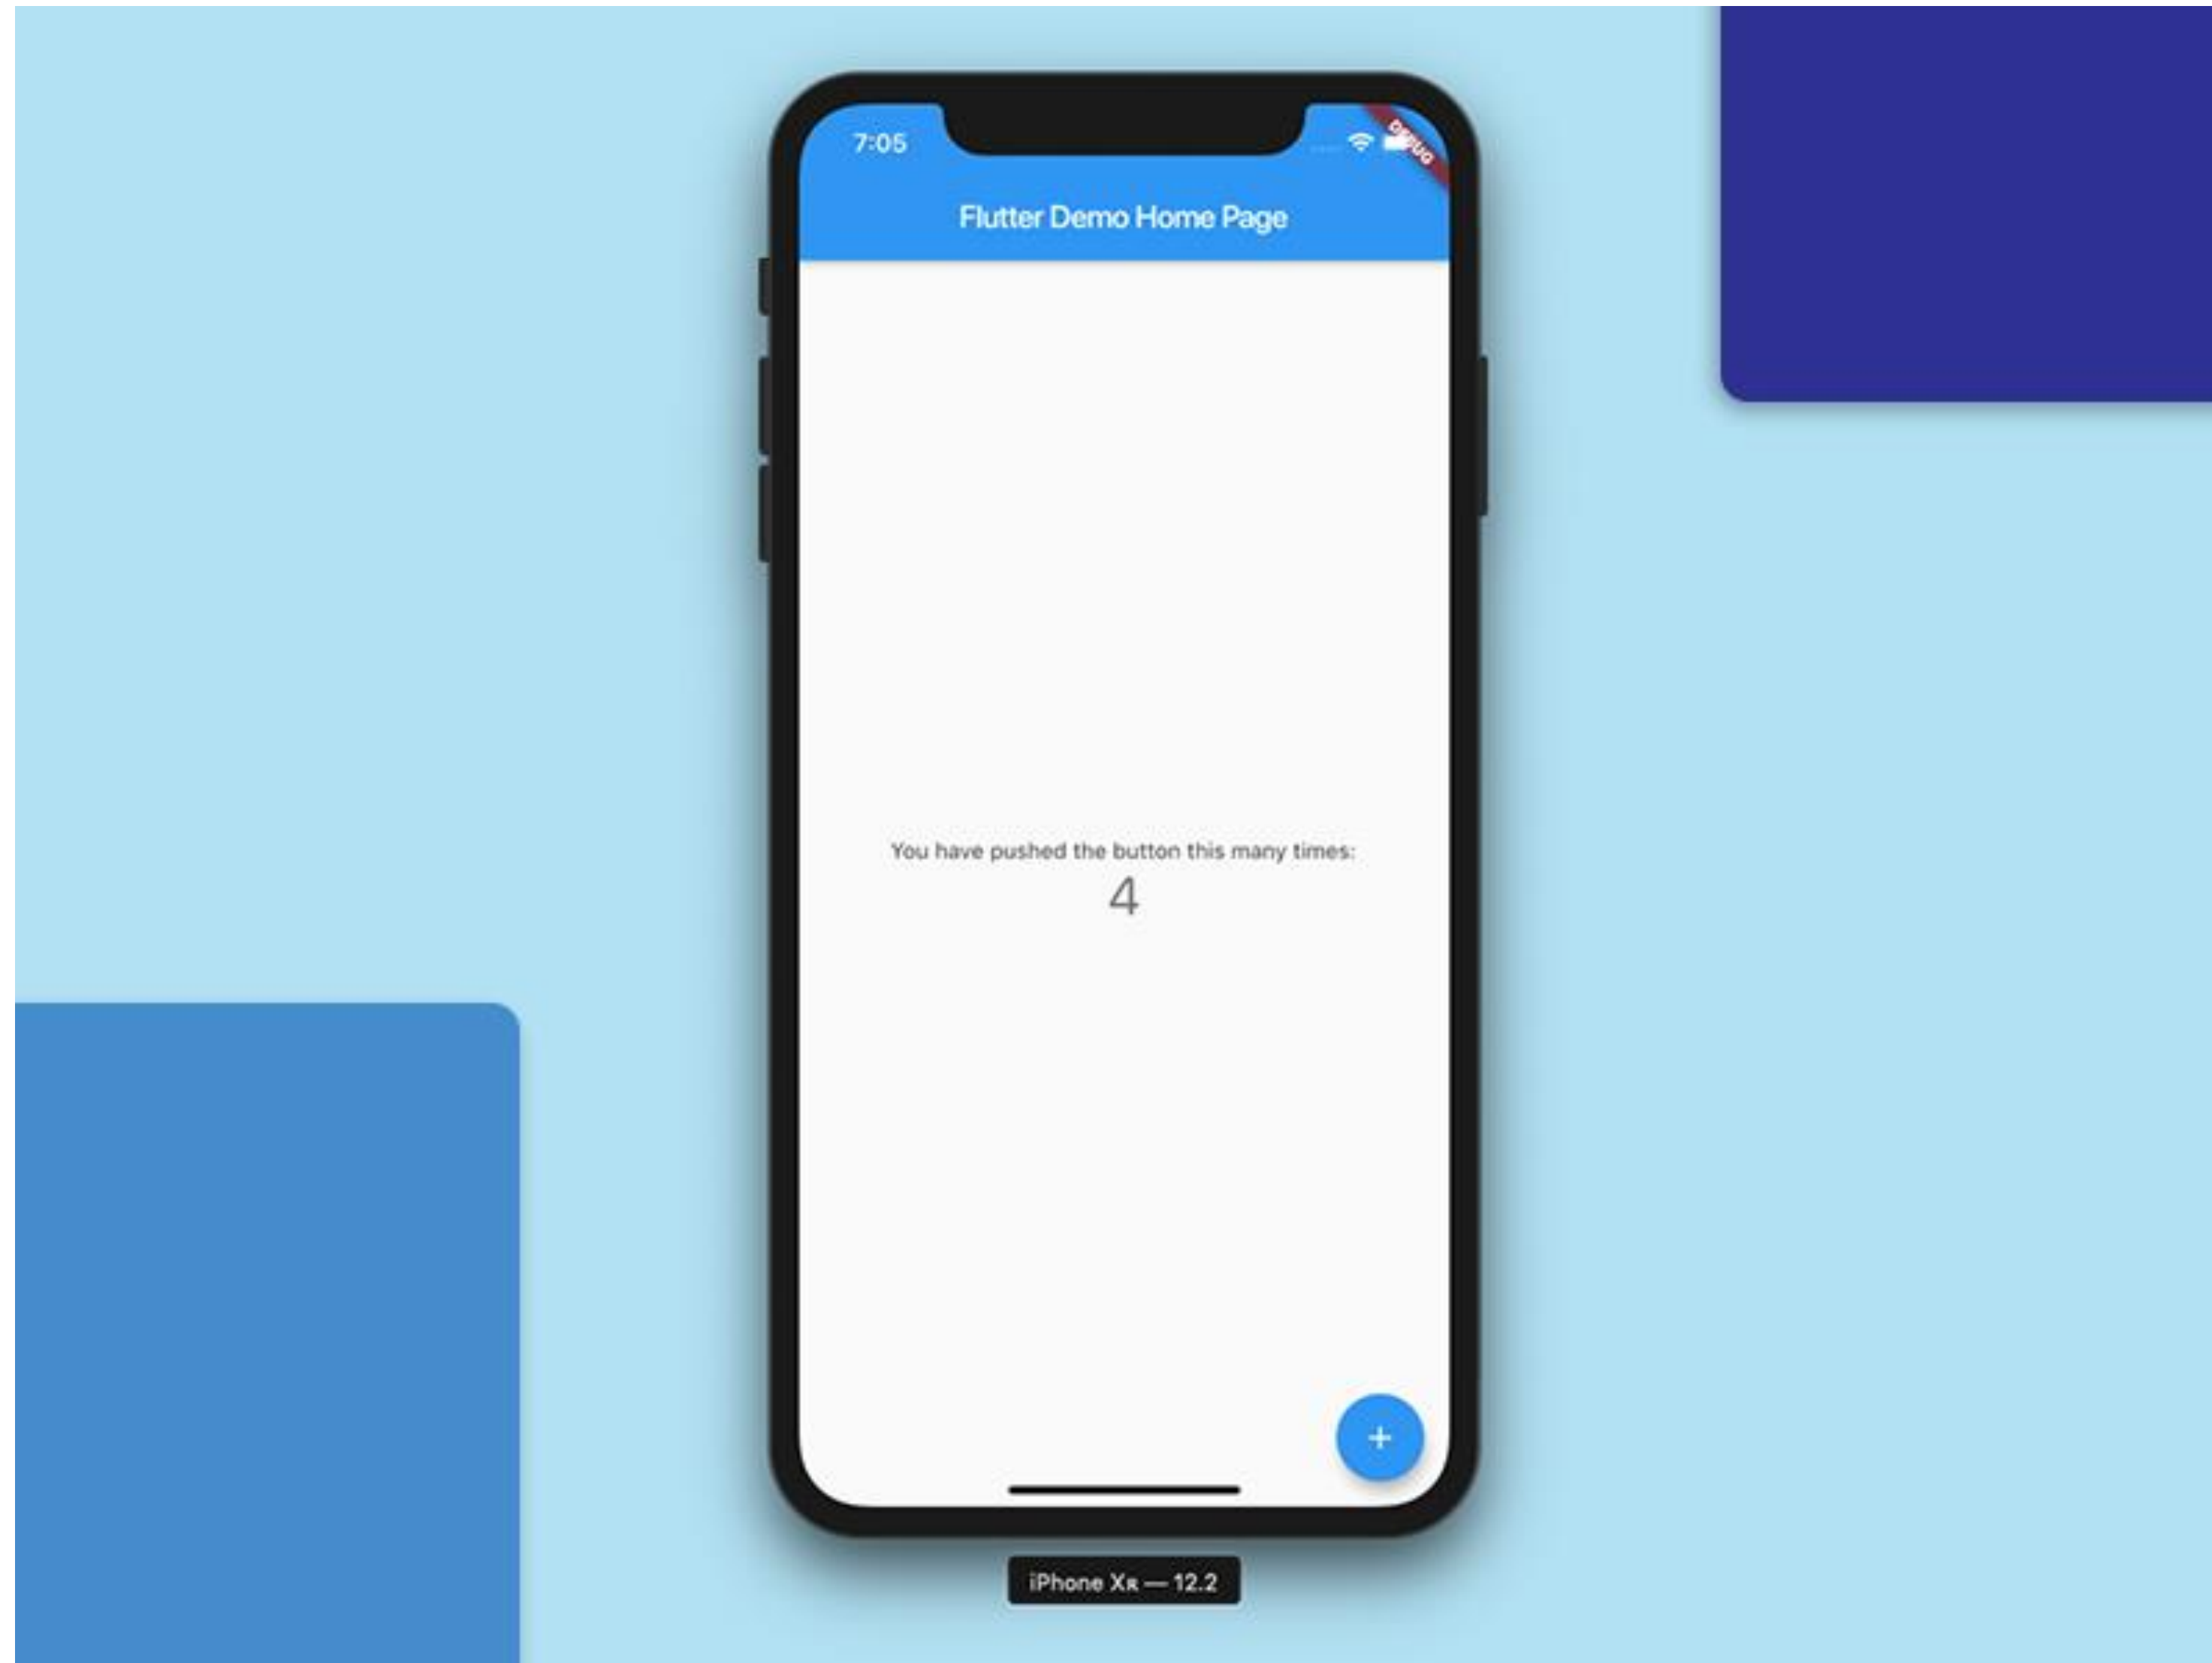 7:05
DEBUG
Flutter Demo Home Page
You have pushed the button this many times:
4
+
iPhone Xʀ — 12.2